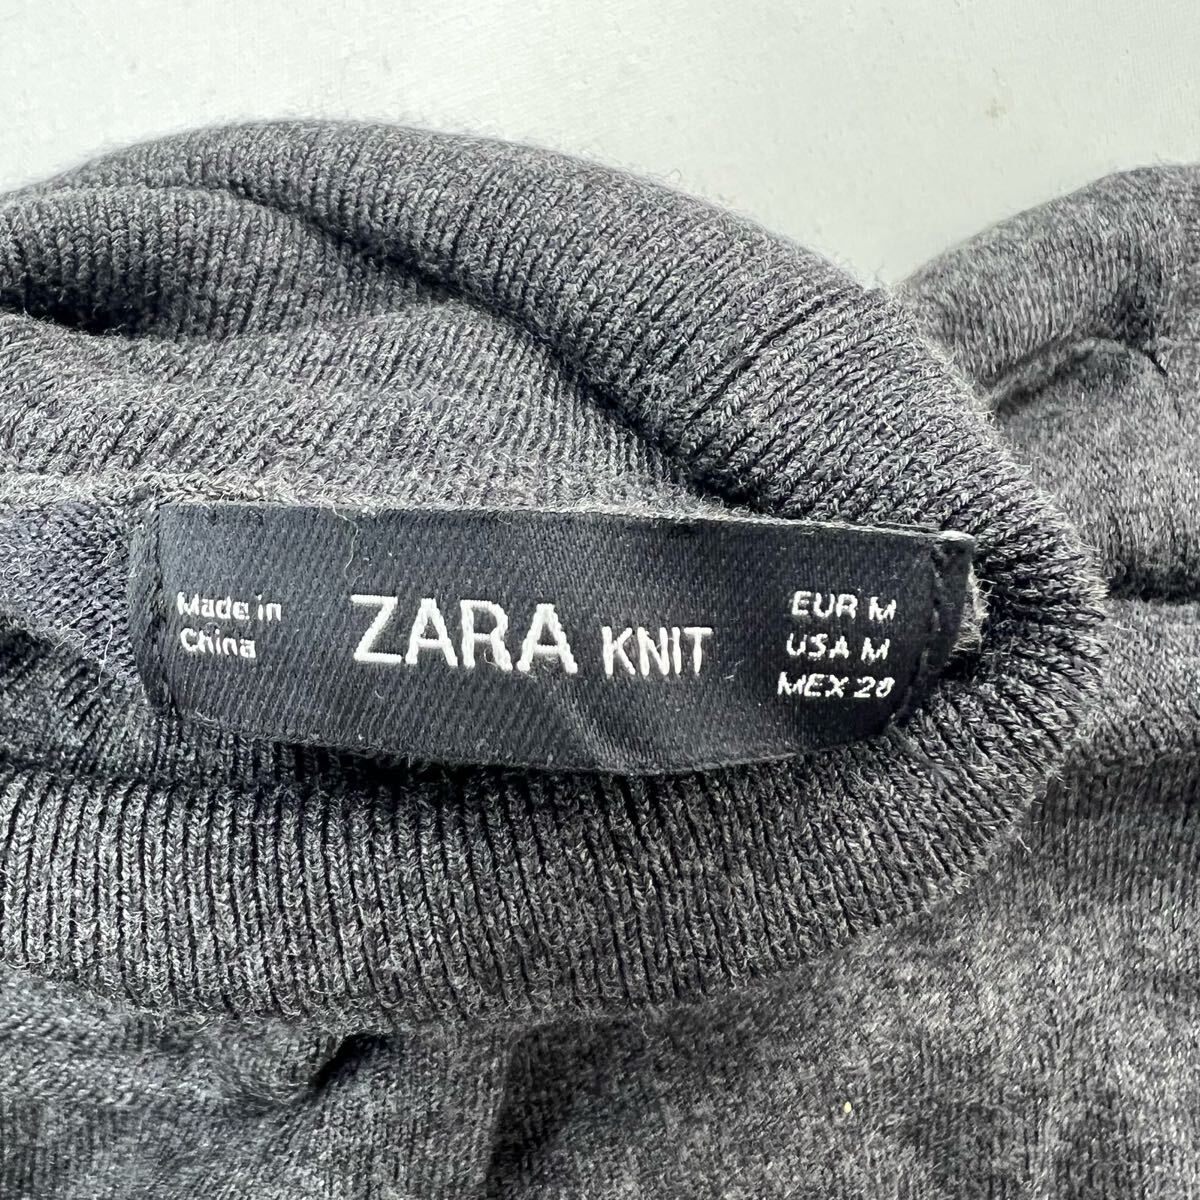 Made in
China
ZARA KNIT
EUR M
USA M
MEX 28